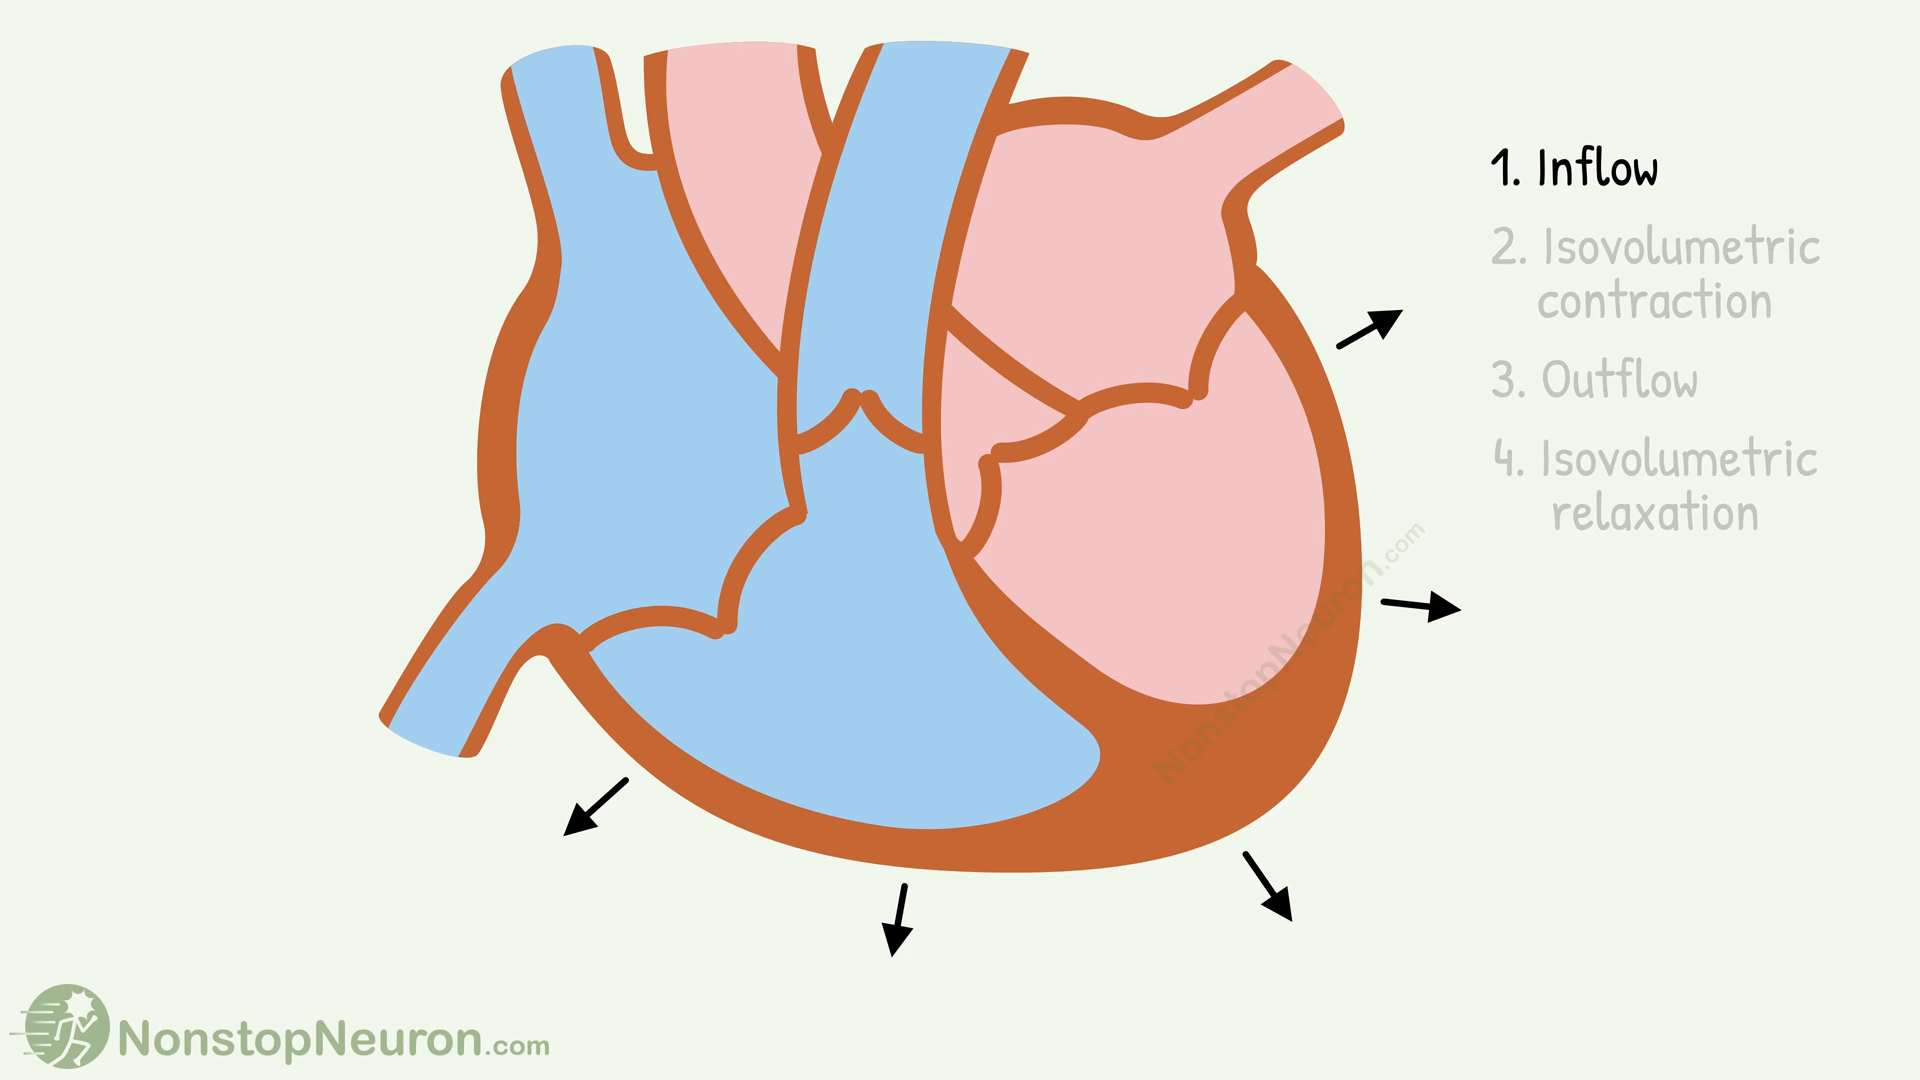 1. Inflow
2. Isovolumetric
contraction
3. Outflow
4. Isovolumetric
relaxation
NonstopNeuron.com
NonstopNeuron.com